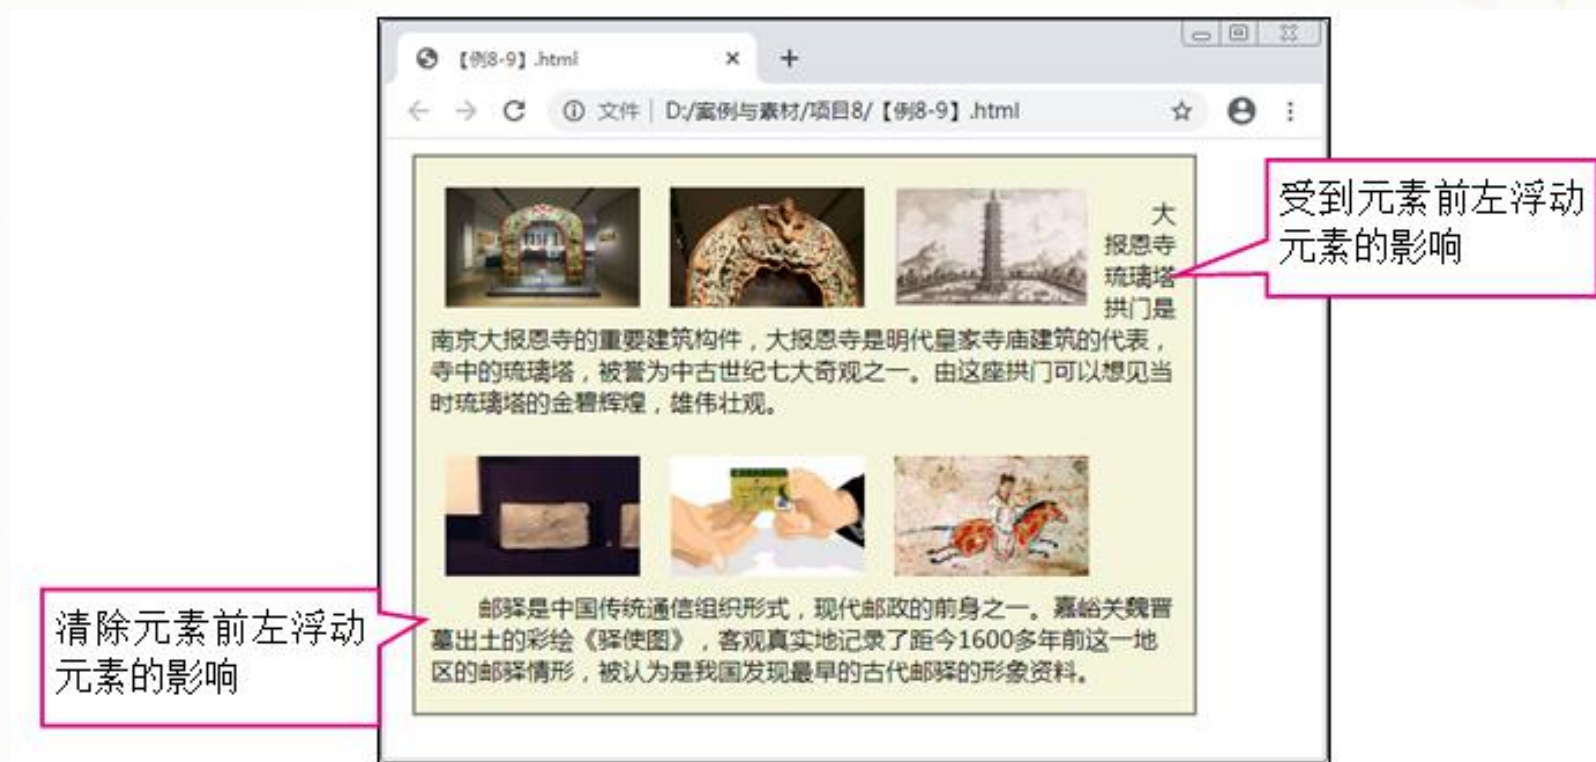 【例8-9】.html
文件 | D:/案例与素材/项目8/【例8-9】.html
大
报恩寺
琉璃塔
拱门是
南京大报恩寺的重要建筑构件，大报恩寺是明代皇家寺庙建筑的代表，
寺中的琉璃塔，被誉为中古世纪七大奇观之一。由这座拱门可以想见当
时琉璃塔的金碧辉煌，雄伟壮观。
受到元素前左浮动
元素的影响
邮驿是中国传统通信组织形式，现代邮政的前身之一。嘉峪关魏晋
墓出土的彩绘《驿使图》，客观真实地记录了距今1600多年前这一地
区的邮驿情形，被认为是我国发现最早的古代邮驿的形象资料。
清除元素前左浮动
元素的影响